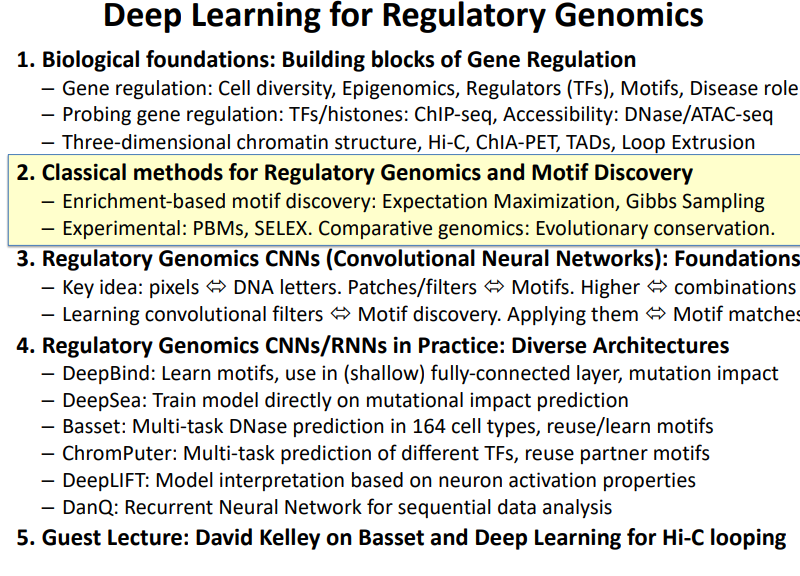 Deep Learning for Regulatory Genomics
1. Biological foundations: Building blocks of Gene Regulation
– Gene regulation: Cell diversity, Epigenomics, Regulators (TFs), Motifs, Disease role
– Probing gene regulation: TFs/histones: ChIP-seq, Accessibility: DNase/ATAC-seq
– Three-dimensional chromatin structure, Hi-C, ChIA-PET, TADs, Loop Extrusion
2. Classical methods for Regulatory Genomics and Motif Discovery
– Enrichment-based motif discovery: Expectation Maximization, Gibbs Sampling
– Experimental: PBMs, SELEX. Comparative genomics: Evolutionary conservation.
3. Regulatory Genomics CNNs (Convolutional Neural Networks): Foundations
– Key idea: pixels ⇔ DNA letters. Patches/filters ⇔ Motifs. Higher ⇔ combinations
– Learning convolutional filters ⇔ Motif discovery. Applying them ⇔ Motif matches
4. Regulatory Genomics CNNs/RNNs in Practice: Diverse Architectures
– DeepBind: Learn motifs, use in (shallow) fully-connected layer, mutation impact
– DeepSea: Train model directly on mutational impact prediction
– Basset: Multi-task DNase prediction in 164 cell types, reuse/learn motifs
– ChromPuter: Multi-task prediction of different TFs, reuse partner motifs
– DeepLIFT: Model interpretation based on neuron activation properties
– DanQ: Recurrent Neural Network for sequential data analysis
5. Guest Lecture: David Kelley on Basset and Deep Learning for Hi-C looping